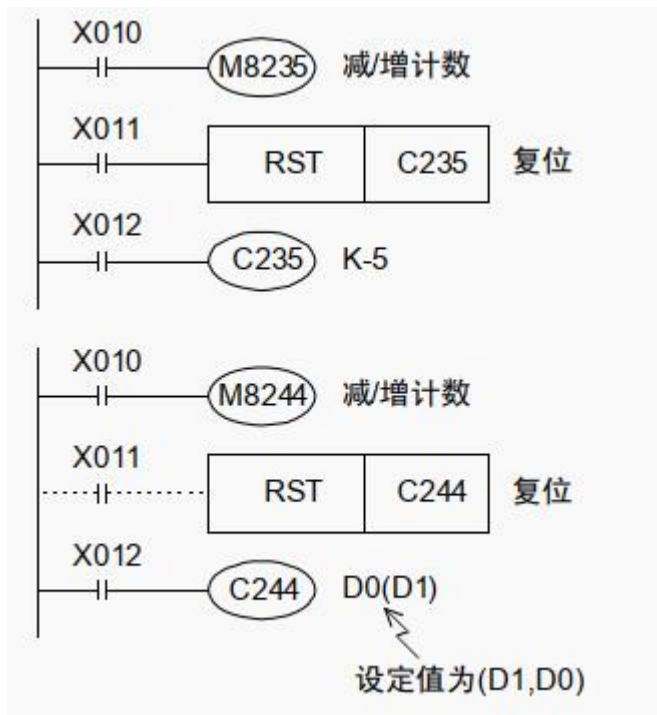 X010
M8235 减/增计数
X011
RST C235 复位
X012
C235 K-5
X010
M8244 减/增计数
X011
RST C244 复位
X012
C244 D0(D1)
设定值为(D1,D0)